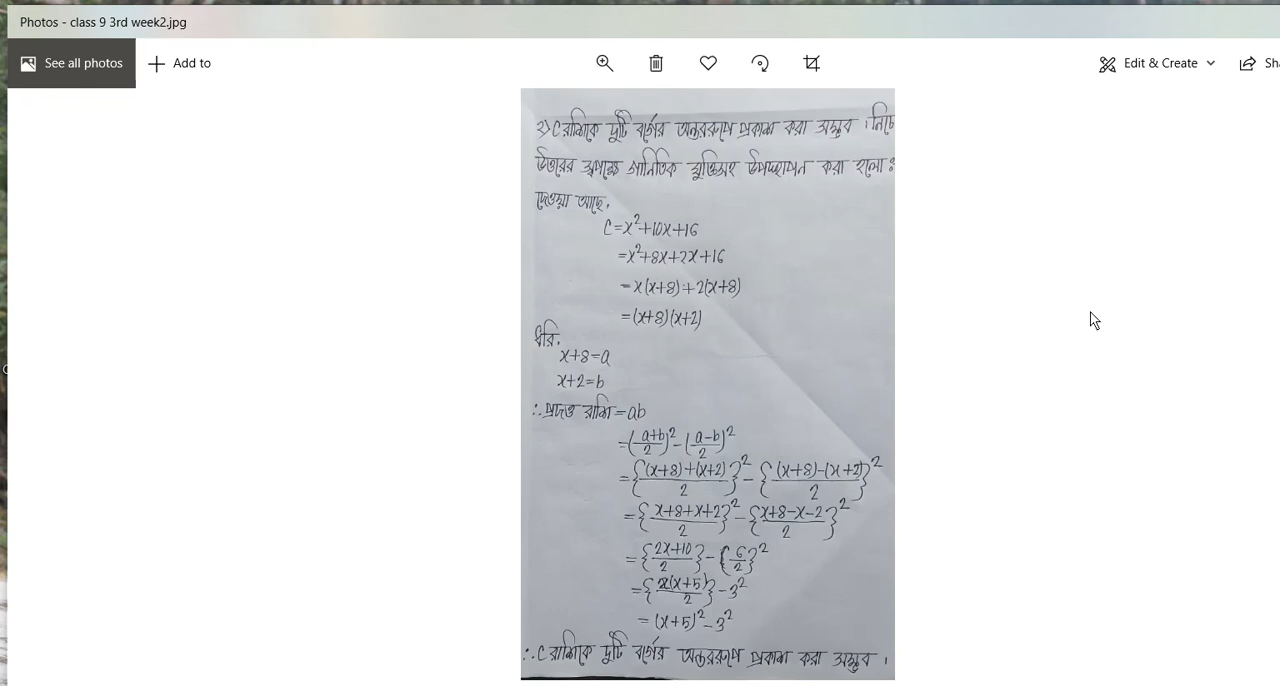 Photos - class 9 3rd week2.jpg
See all photos
Add to
Edit & Create
Sh
২) C রাশিকে দুটি বর্গের অন্তররূপে প্রকাশ করা সম্ভব । নিচে
উত্তরের স্বপক্ষে গানিতিক যুক্তিসহ উপস্থাপন করা হলো ঃ
দেওয়া আছে,
C=x²+10x+16
=x²+8x+2x+16
=x(x+8)+2(x+8)
=(x+8)(x+2)
ধরি,
x+8=a
x+2=b
∴প্রদত্ত রাশি=ab
=(a+b/2)²-(a-b/2)²
={(x+8)+(x+2)/2}²-{(x+8)-(x+2)/2}²
={x+8+x+2/2}²-{x+8-x-2/2}²
={2x+10/2}-{6/2}²
={2(x+5)/2}-3²
=(x+5)²-3²
∴C রাশিকে দুটি বর্গের অন্তররূপে প্রকাশ করা সম্ভব ।